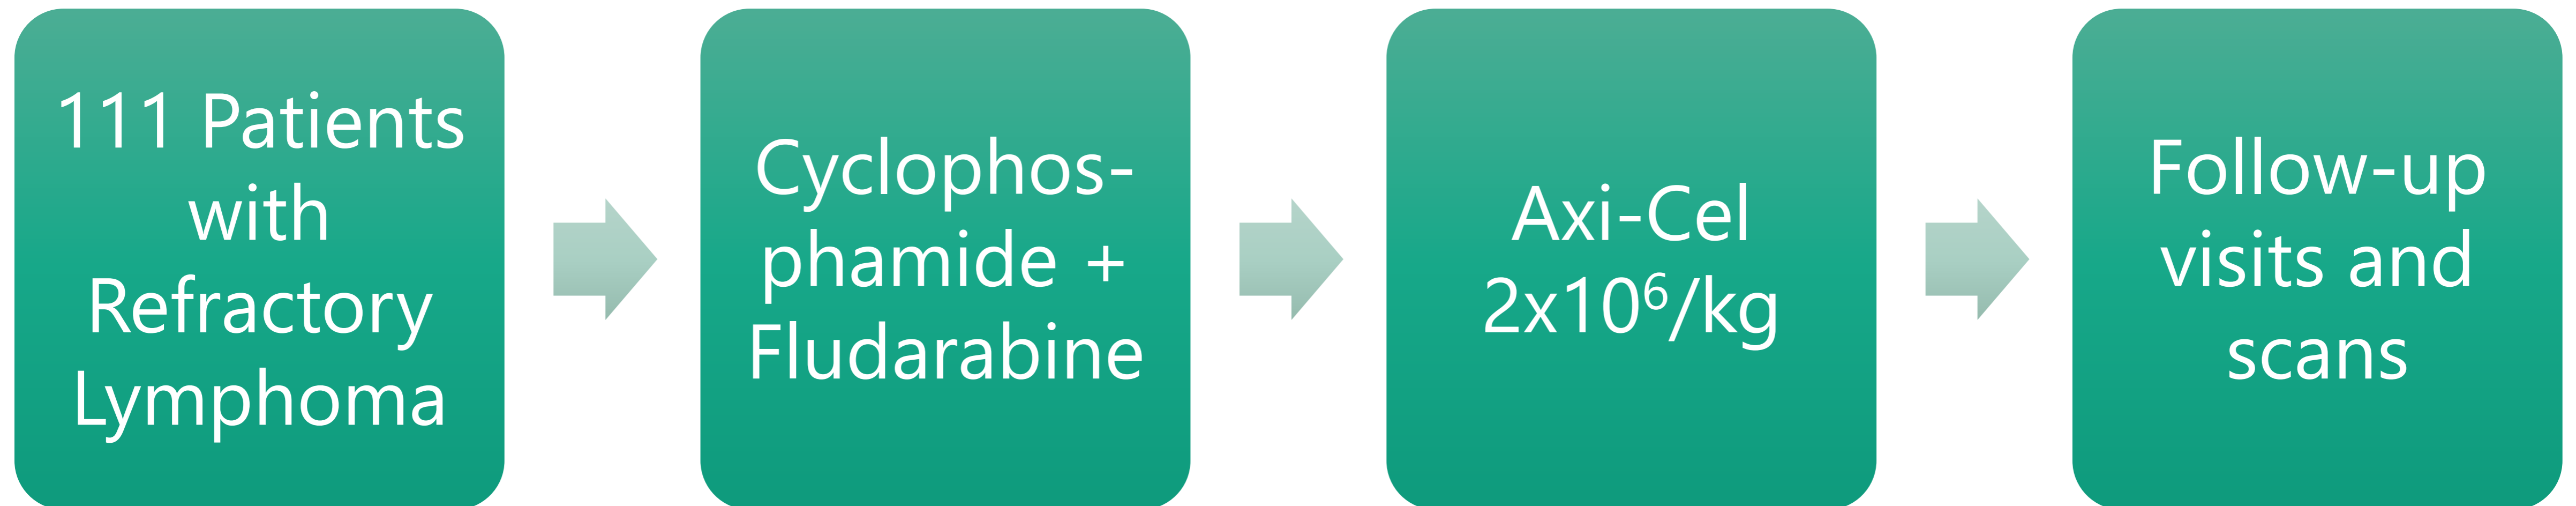 111 Patients
with
Refractory
Lymphoma
Cyclophos-
phamide +
Fludarabine
Axi-Cel
2x10⁶/kg
Follow-up
visits and
scans